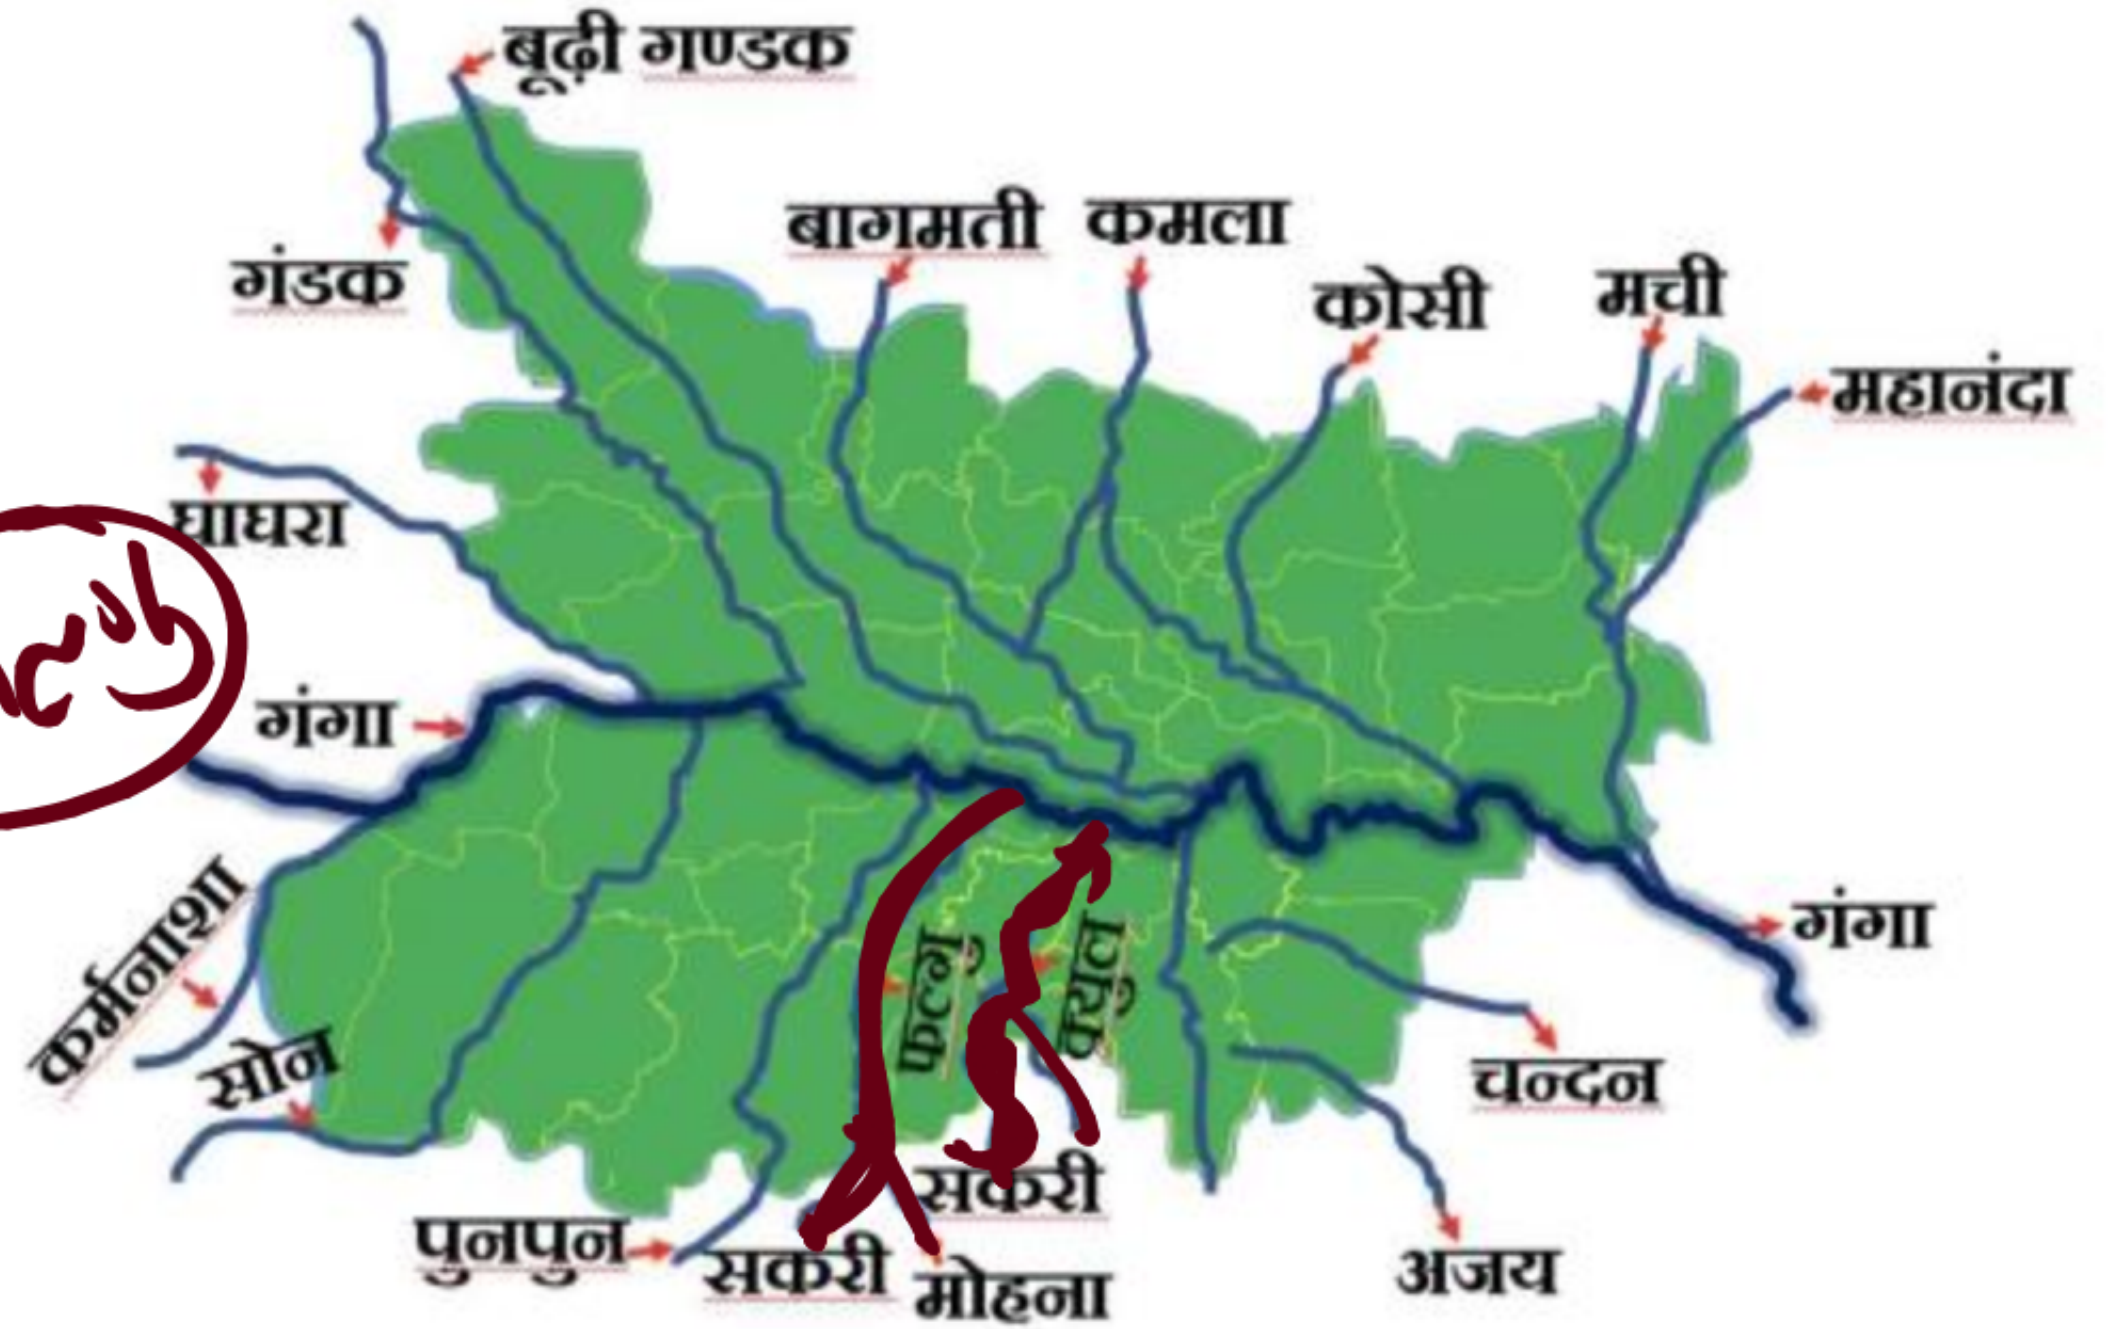 बूढ़ी गण्डक
बागमती
कमला
गंडक
कोसी
मची
महानंदा
घाघरा
गंगा
गंगा
कर्मनाशा
फल्गु
क्युल
सोन
चन्दन
सकरी
पुनपुन
सकरी
मोहना
अजय